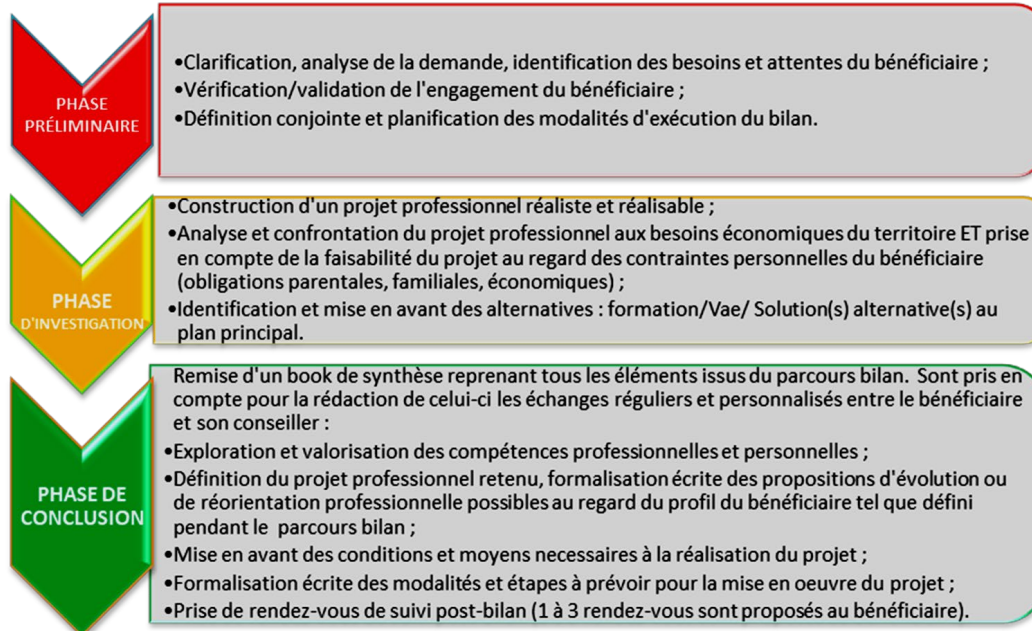 PHASE
PRÉLIMINAIRE
•Clarification, analyse de la demande, identification des besoins et attentes du bénéficiaire ;
•Vérification/validation de l'engagement du bénéficiaire ;
•Définition conjointe et planification des modalités d'exécution du bilan.
PHASE
D'INVESTIGATION
•Construction d'un projet professionnel réaliste et réalisable ;
•Analyse et confrontation du projet professionnel aux besoins économiques du territoire ET prise
en compte de la faisabilité du projet au regard des contraintes personnelles du bénéficiaire
(obligations parentales, familiales, économiques) ;
•Identification et mise en avant des alternatives : formation/Vae/ Solution(s) alternative(s) au
plan principal.
PHASE DE
CONCLUSION
Remise d'un book de synthèse reprenant tous les éléments issus du parcours bilan. Sont pris en
compte pour la rédaction de celui-ci les échanges réguliers et personnalisés entre le bénéficiaire
et son conseiller :
•Exploration et valorisation des compétences professionnelles et personnelles ;
•Définition du projet professionnel retenu, formalisation écrite des propositions d'évolution ou
de réorientation professionnelle possibles au regard du profil du bénéficiaire tel que défini
pendant le parcours bilan ;
•Mise en avant des conditions et moyens necessaires à la réalisation du projet ;
•Formalisation écrite des modalités et étapes à prévoir pour la mise en oeuvre du projet ;
•Prise de rendez-vous de suivi post-bilan (1 à 3 rendez-vous sont proposés au bénéficiaire).